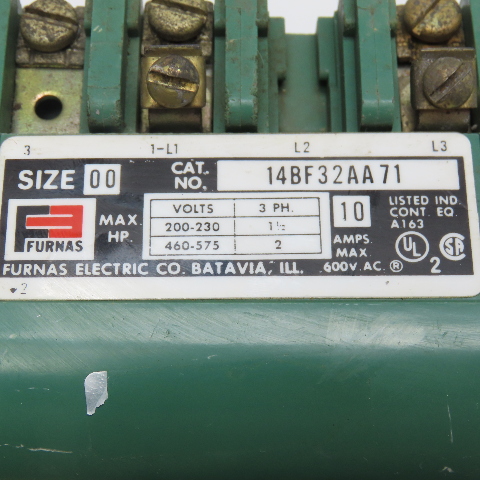 3 1-L1 L2 L3
SIZE 00 CAT. NO. 14BF32AA71
FURNAS
MAX. HP.
VOLTS 3 PH.
200-230 1½
460-575 2
10
AMPS. MAX.
600V. AC. ®
LISTED IND.
CONT. EQ.
A163
UL SA 2
FURNAS ELECTRIC CO. BATAVIA, ILL.
2